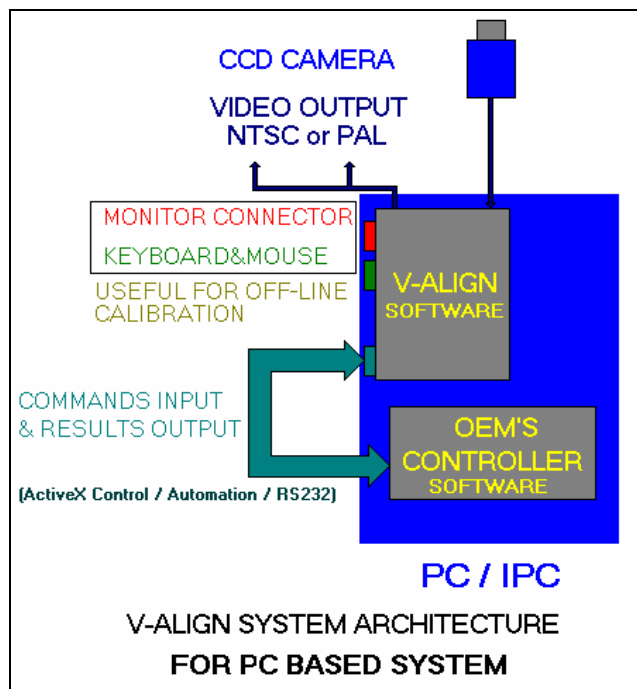 CCD CAMERA
VIDEO OUTPUT
NTSC or PAL
MONITOR CONNECTOR
KEYBOARD&MOUSE
USEFUL FOR OFF-LINE
CALIBRATION
V-ALIGN
SOFTWARE
COMMANDS INPUT
& RESULTS OUTPUT
(ActiveX Control / Automation / RS232)
OEM'S
CONTROLLER
SOFTWARE
PC / IPC
V-ALIGN SYSTEM ARCHITECTURE
FOR PC BASED SYSTEM